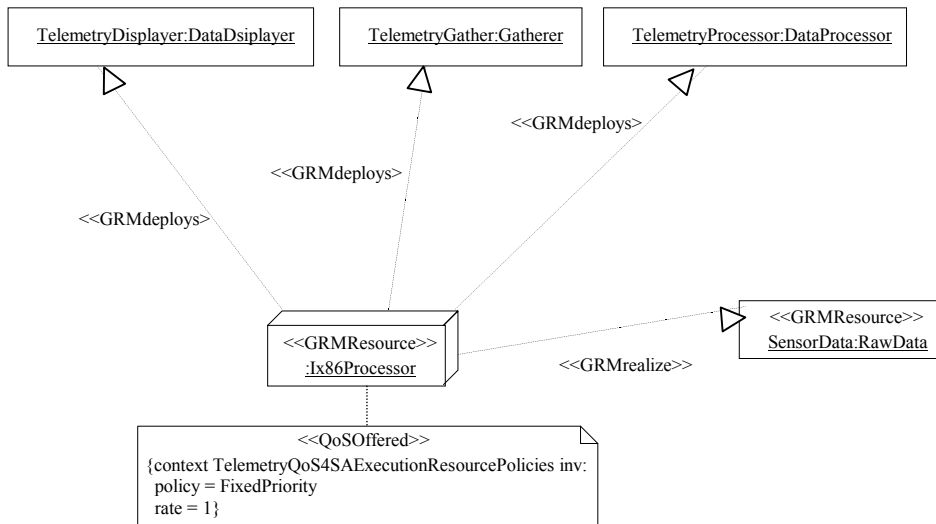 TelemetryDisplayer:DataDsiplayer
TelemetryGather:Gatherer
TelemetryProcessor:DataProcessor
<<GRMdeploys>
<<GRMdeploys>
<<GRMdeploys>
<<GRMResource>>
:Ix86Processor
<<GRMResource>>
SensorData:RawData
<<GRMrealize>>
<<QoSOffered>>
{context TelemetryQoS4SAExecutionResourcePolicies inv:
policy = FixedPriority
rate = 1}